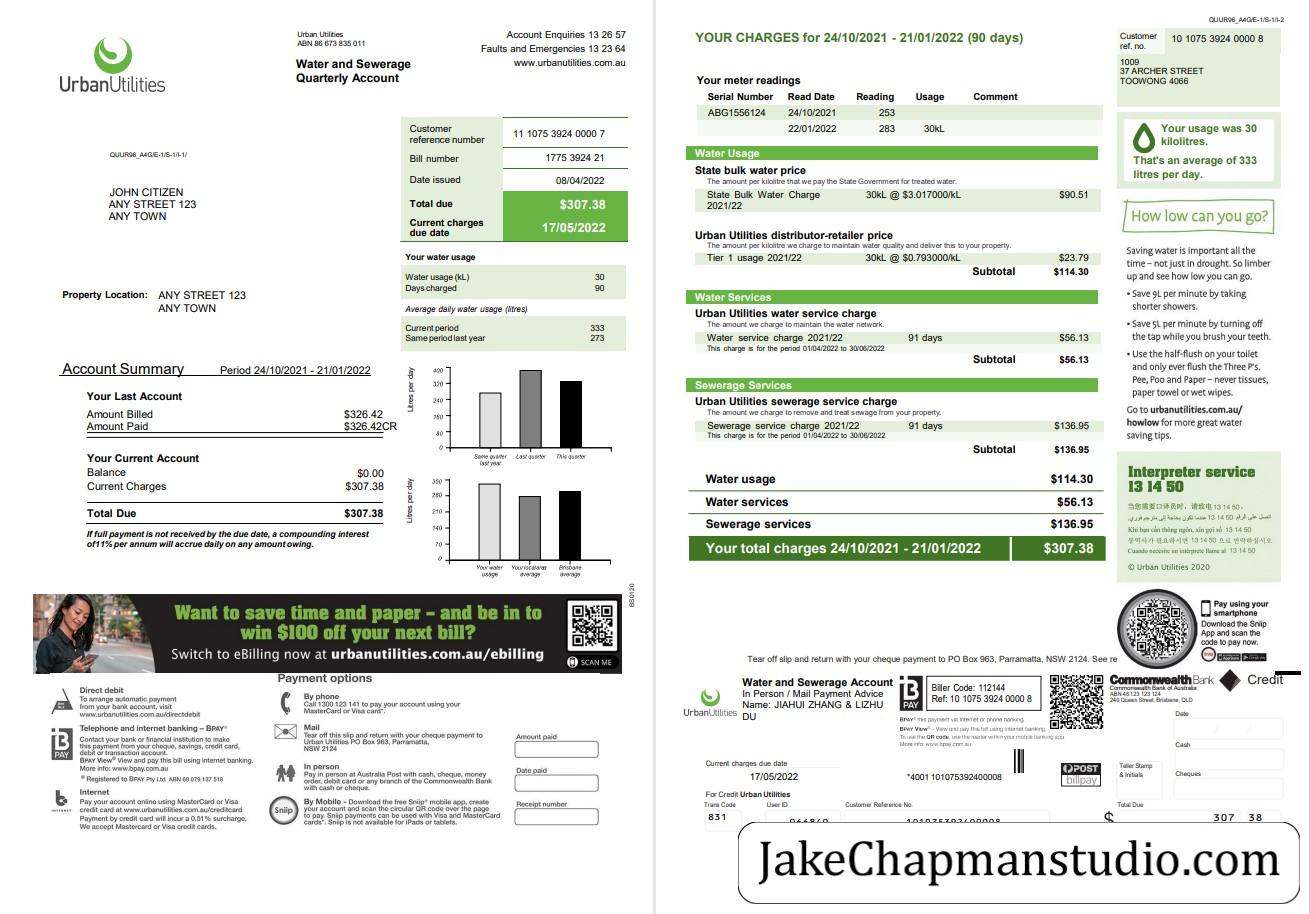 Urban Utilities
ABN 86 673 835 011
Account Enquiries 13 26 57
Faults and Emergencies 13 23 64
www.urbanutilities.com.au
UrbanUtilities
Water and Sewerage
Quarterly Account
QUUR96_A4G/E-1/S-1/I-1/
JOHN CITIZEN
ANY STREET 123
ANY TOWN
Customer reference number 11 1075 3924 0000 7
Bill number 1775 3924 21
Date issued 08/04/2022
Total due $307.38
Current charges due date 17/05/2022
Your water usage
Water usage (kL) 30
Days charged 90
Average daily water usage (litres)
Current period 333
Same period last year 273
Property Location: ANY STREET 123
ANY TOWN
Account Summary Period 24/10/2021 - 21/01/2022
Your Last Account
Amount Billed $326.42
Amount Paid $326.42CR
Your Current Account
Balance $0.00
Current Charges $307.38
Total Due $307.38
If full payment is not received by the due date, a compounding interest
of11% per annum will accrue daily on any amount owing.
Litres per day
400
320
240
160
80
0
Same quarter last year
Last quarter
This quarter
Litres per day
350
280
210
140
70
0
Your water usage
Your localarea average
Brisbane average
BS0120
Want to save time and paper – and be in to
win $100 off your next bill?
Switch to eBilling now at urbanutilities.com.au/ebilling
SCAN ME
Payment options
Direct debit
To arrange automatic payment
from your bank account, visit
www.urbanutilities.com.au/directdebit
Telephone and internet banking – BPAY®
Contact your bank or financial institution to make
this payment from your cheque, savings, credit card,
debit or transaction account.
BPAY View® View and pay this bill using internet banking.
More info: www.bpay.com.au
® Registered to BPAY Pty Ltd ABN 69 079 137 518
Internet
Pay your account online using MasterCard or Visa
credit card at www.urbanutilities.com.au/creditcard
Payment by credit card will incur a 0.51% surcharge.
We accept Mastercard or Visa credit cards.
By phone
Call 1300 123 141 to pay your account using your
MasterCard or Visa card*.
Mail
Tear off this slip and return with your cheque payment to
Urban Utilities PO Box 963, Parramatta,
NSW 2124
In person
Pay in person at Australia Post with cash, cheque, money
order, debit card or any branch of the Commonwealth Bank
with cash or cheque.
Sniip
By Mobile - Download the free Sniip® mobile app, create
your account and scan the circular QR code over the page
to pay. Sniip payments can be used with Visa and MasterCard
cards*. Sniip is not available for iPads or tablets.
Amount paid
Date paid
Receipt number
QUUR96_A4G/E-1/S-1/I-2
YOUR CHARGES for 24/10/2021 - 21/01/2022 (90 days)
Customer ref. no. 10 1075 3924 0000 8
1009
37 ARCHER STREET
TOOWONG 4066
Your meter readings
Serial Number Read Date Reading Usage Comment
ABG1556124 24/10/2021 253
22/01/2022 283 30kL
Water Usage
State bulk water price
The amount per kilolitre that we pay the State Government for treated water.
State Bulk Water Charge 2021/22 30kL @ $3.017000/kL $90.51
Urban Utilities distributor-retailer price
The amount per kilolitre we charge to maintain water quality and deliver this to your property.
Tier 1 usage 2021/22 30kL @ $0.793000/kL $23.79
Subtotal $114.30
Water Services
Urban Utilities water service charge
The amount we charge to maintain the water network.
Water service charge 2021/22 91 days $56.13
This charge is for the period 01/04/2022 to 30/06/2022
Subtotal $56.13
Sewerage Services
Urban Utilities sewerage service charge
The amount we charge to remove and treat sewage from your property.
Sewerage service charge 2021/22 91 days $136.95
This charge is for the period 01/04/2022 to 30/06/2022
Subtotal $136.95
Water usage $114.30
Water services $56.13
Sewerage services $136.95
Your total charges 24/10/2021 - 21/01/2022 $307.38
Your usage was 30
kilolitres.
That's an average of 333
litres per day.
How low can you go?
Saving water is important all the
time – not just in drought. So limber
up and see how low you can go.
• Save 9L per minute by taking
shorter showers.
• Save 5L per minute by turning off
the tap while you brush your teeth.
• Use the half-flush on your toilet
and only ever flush the Three P's.
Pee, Poo and Paper – never tissues,
paper towel or wet wipes.
Go to urbanutilities.com.au/
howlow for more great water
saving tips.
Interpreter service
13 14 50
当您需要口译员时，请致电 13 14 50。
اتصل على الرقم 13 14 50 عندما تكون بحاجة إلى مترجم فوري.
Khi bạn cần thông ngôn, xin gọi số 13 14 50
통역사가 필요하시면 13 14 50 으로 연락하십시오
Cuando necesite un intérprete llame al 13 14 50
© Urban Utilities 2020
Pay using your
smartphone
Download the Sniip
App and scan the
code to pay now.
Tear off slip and return with your cheque payment to PO Box 963, Parramatta, NSW 2124. See re
UrbanUtilities
Water and Sewerage Account
In Person / Mail Payment Advice
Name: JIAHUI ZHANG & LIZHU
DU
BPAY
Biller Code: 112144
Ref: 10 1075 3924 0000 8
BPAY® this payment via Internet or phone banking.
BPAY View® - View and pay this bill using internet banking.
To use the QR code, use the reader within your mobile banking app.
More info: www.bpay.com.au
CommonwealthBank
Commonwealth Bank of Australia
ABN 48 123 123 124
240 Queen Street, Brisbane, QLD
Credit
Date
Cash
Cheques
Teller Stamp
& Initials
Current charges due date
17/05/2022
*4001 101075392400008
POST
billpay
For Credit Urban Utilities
Trans Code
831
User ID
066840
Customer Reference No.
101075392400008
Total Due
$ 307 38
JakeChapmanstudio.com